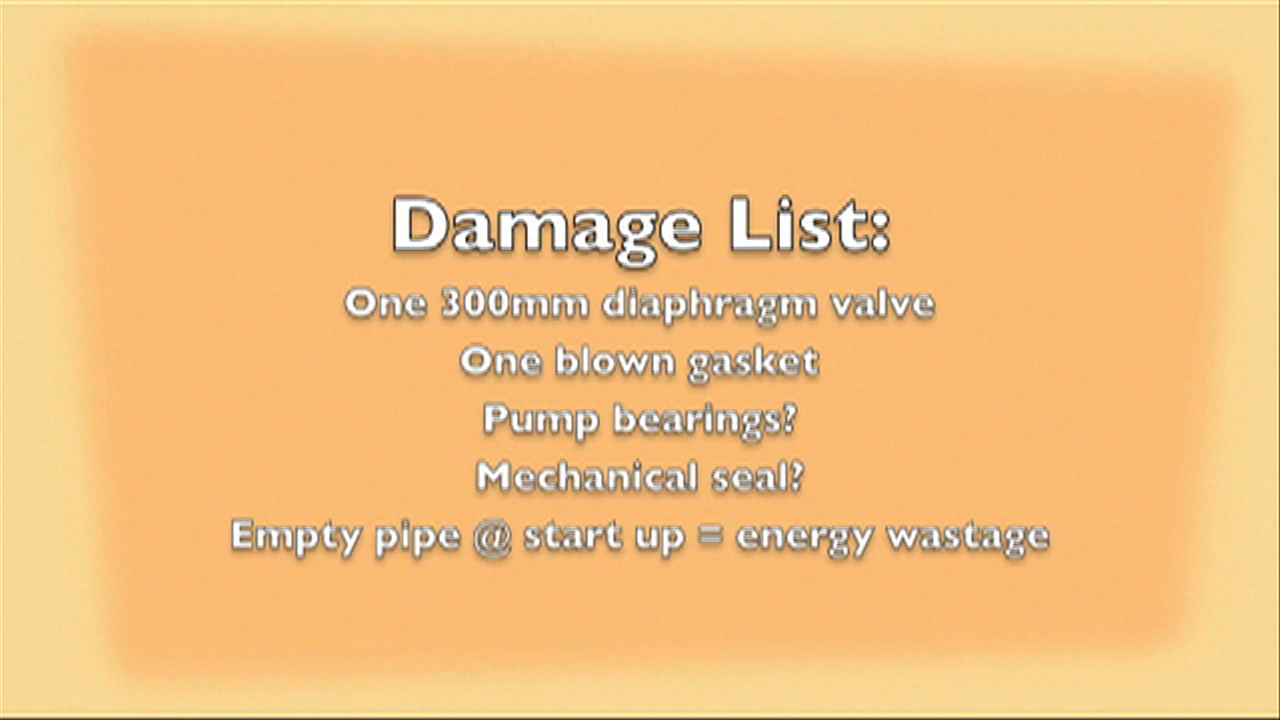 Damage List:
One 300mm diaphragm valve
One blown gasket
Pump bearings?
Mechanical seal?
Empty pipe @ start up = energy wastage